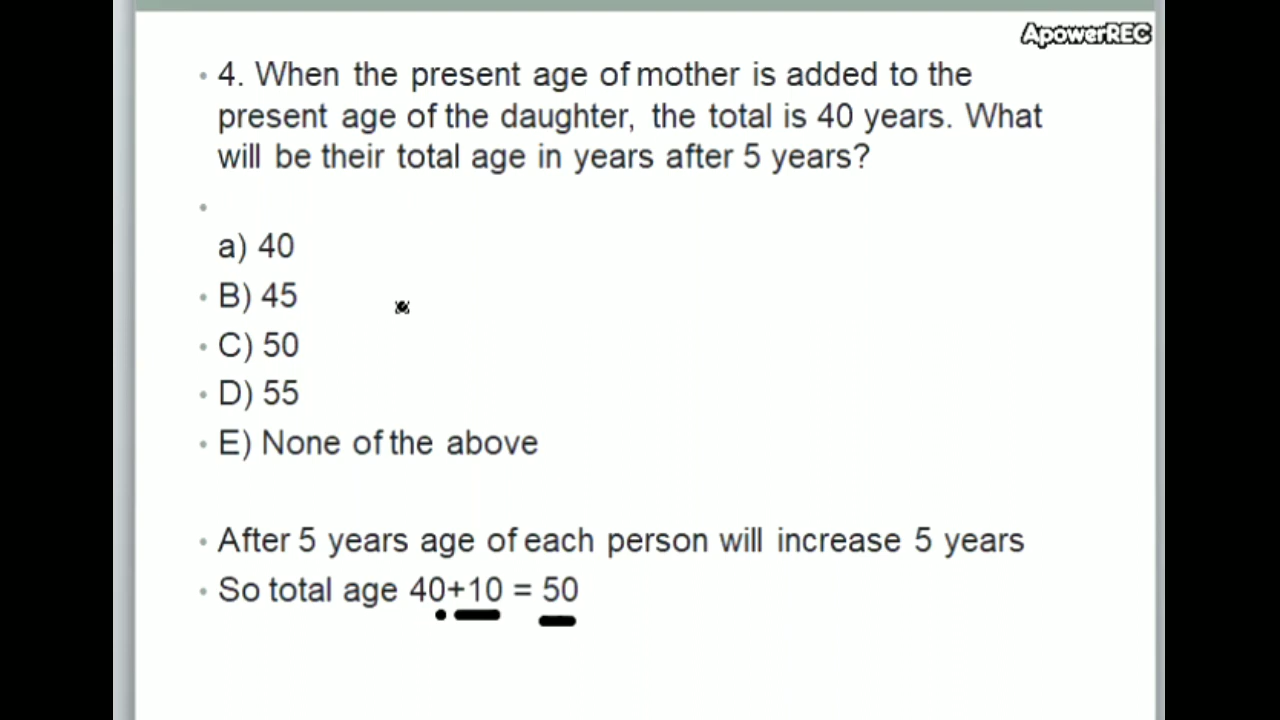 ApowerREC
• 4. When the present age of mother is added to the
present age of the daughter, the total is 40 years. What
will be their total age in years after 5 years?
•
a) 40
• B) 45
• C) 50
• D) 55
• E) None of the above
• After 5 years age of each person will increase 5 years
• So total age 40+10 = 50